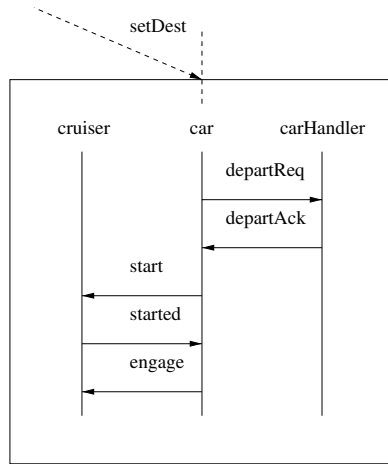 setDest
cruiser car carHandler
departReq
departAck
start
started
engage